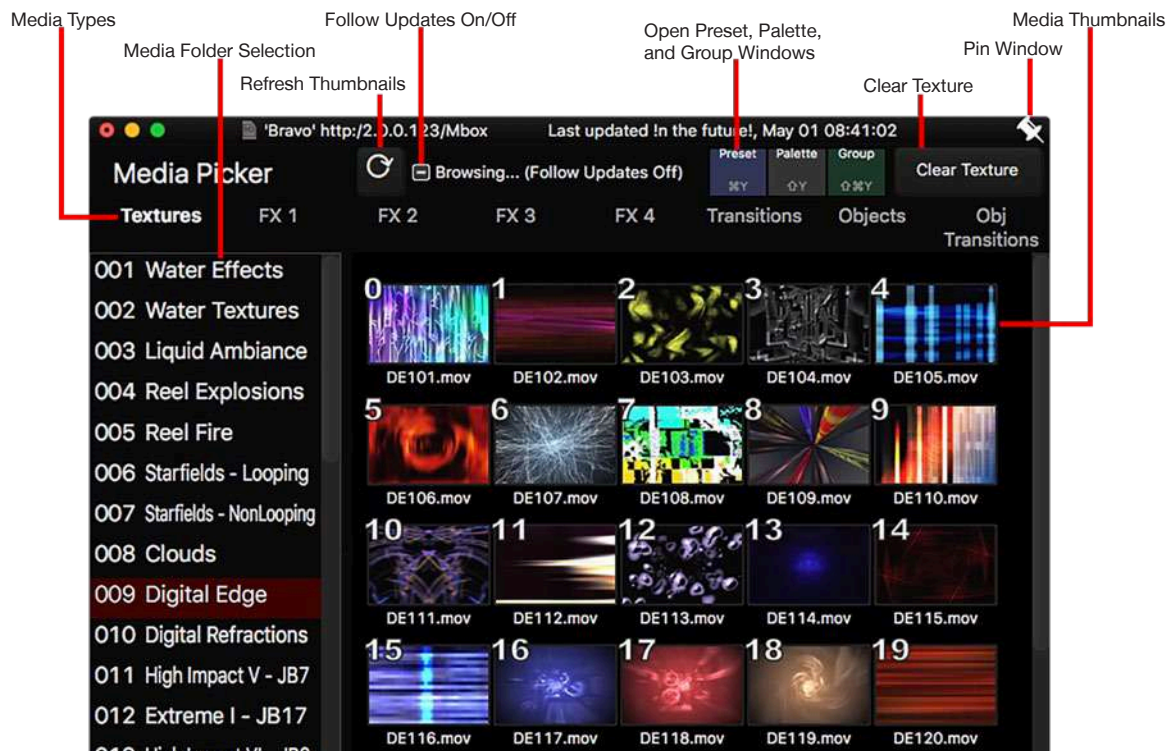 Media Types
Follow Updates On/Off
Media Thumbnails
Open Preset, Palette,
and Group Windows
Media Folder Selection
Pin Window
Refresh Thumbnails
Clear Texture
'Bravo' http:/2.0.0.123/Mbox Last updated !n the future!, May 01 08:41:02
Media Picker
Browsing... (Follow Updates Off)
Preset Palette Group
⌘Y ⇧Y ⇧⌘Y
Clear Texture
Textures FX 1 FX 2 FX 3 FX 4 Transitions Objects Obj
Transitions
001 Water Effects
002 Water Textures
003 Liquid Ambiance
004 Reel Explosions
005 Reel Fire
006 Starfields - Looping
007 Starfields - NonLooping
008 Clouds
009 Digital Edge
010 Digital Refractions
011 High Impact V - JB7
012 Extreme I - JB17
0 1 2 3 4
DE101.mov DE102.mov DE103.mov DE104.mov DE105.mov
5 6 7 8 9
DE106.mov DE107.mov DE108.mov DE109.mov DE110.mov
10 11 12 13 14
DE111.mov DE112.mov DE113.mov DE114.mov DE115.mov
15 16 17 18 19
DE116.mov DE117.mov DE118.mov DE119.mov DE120.mov